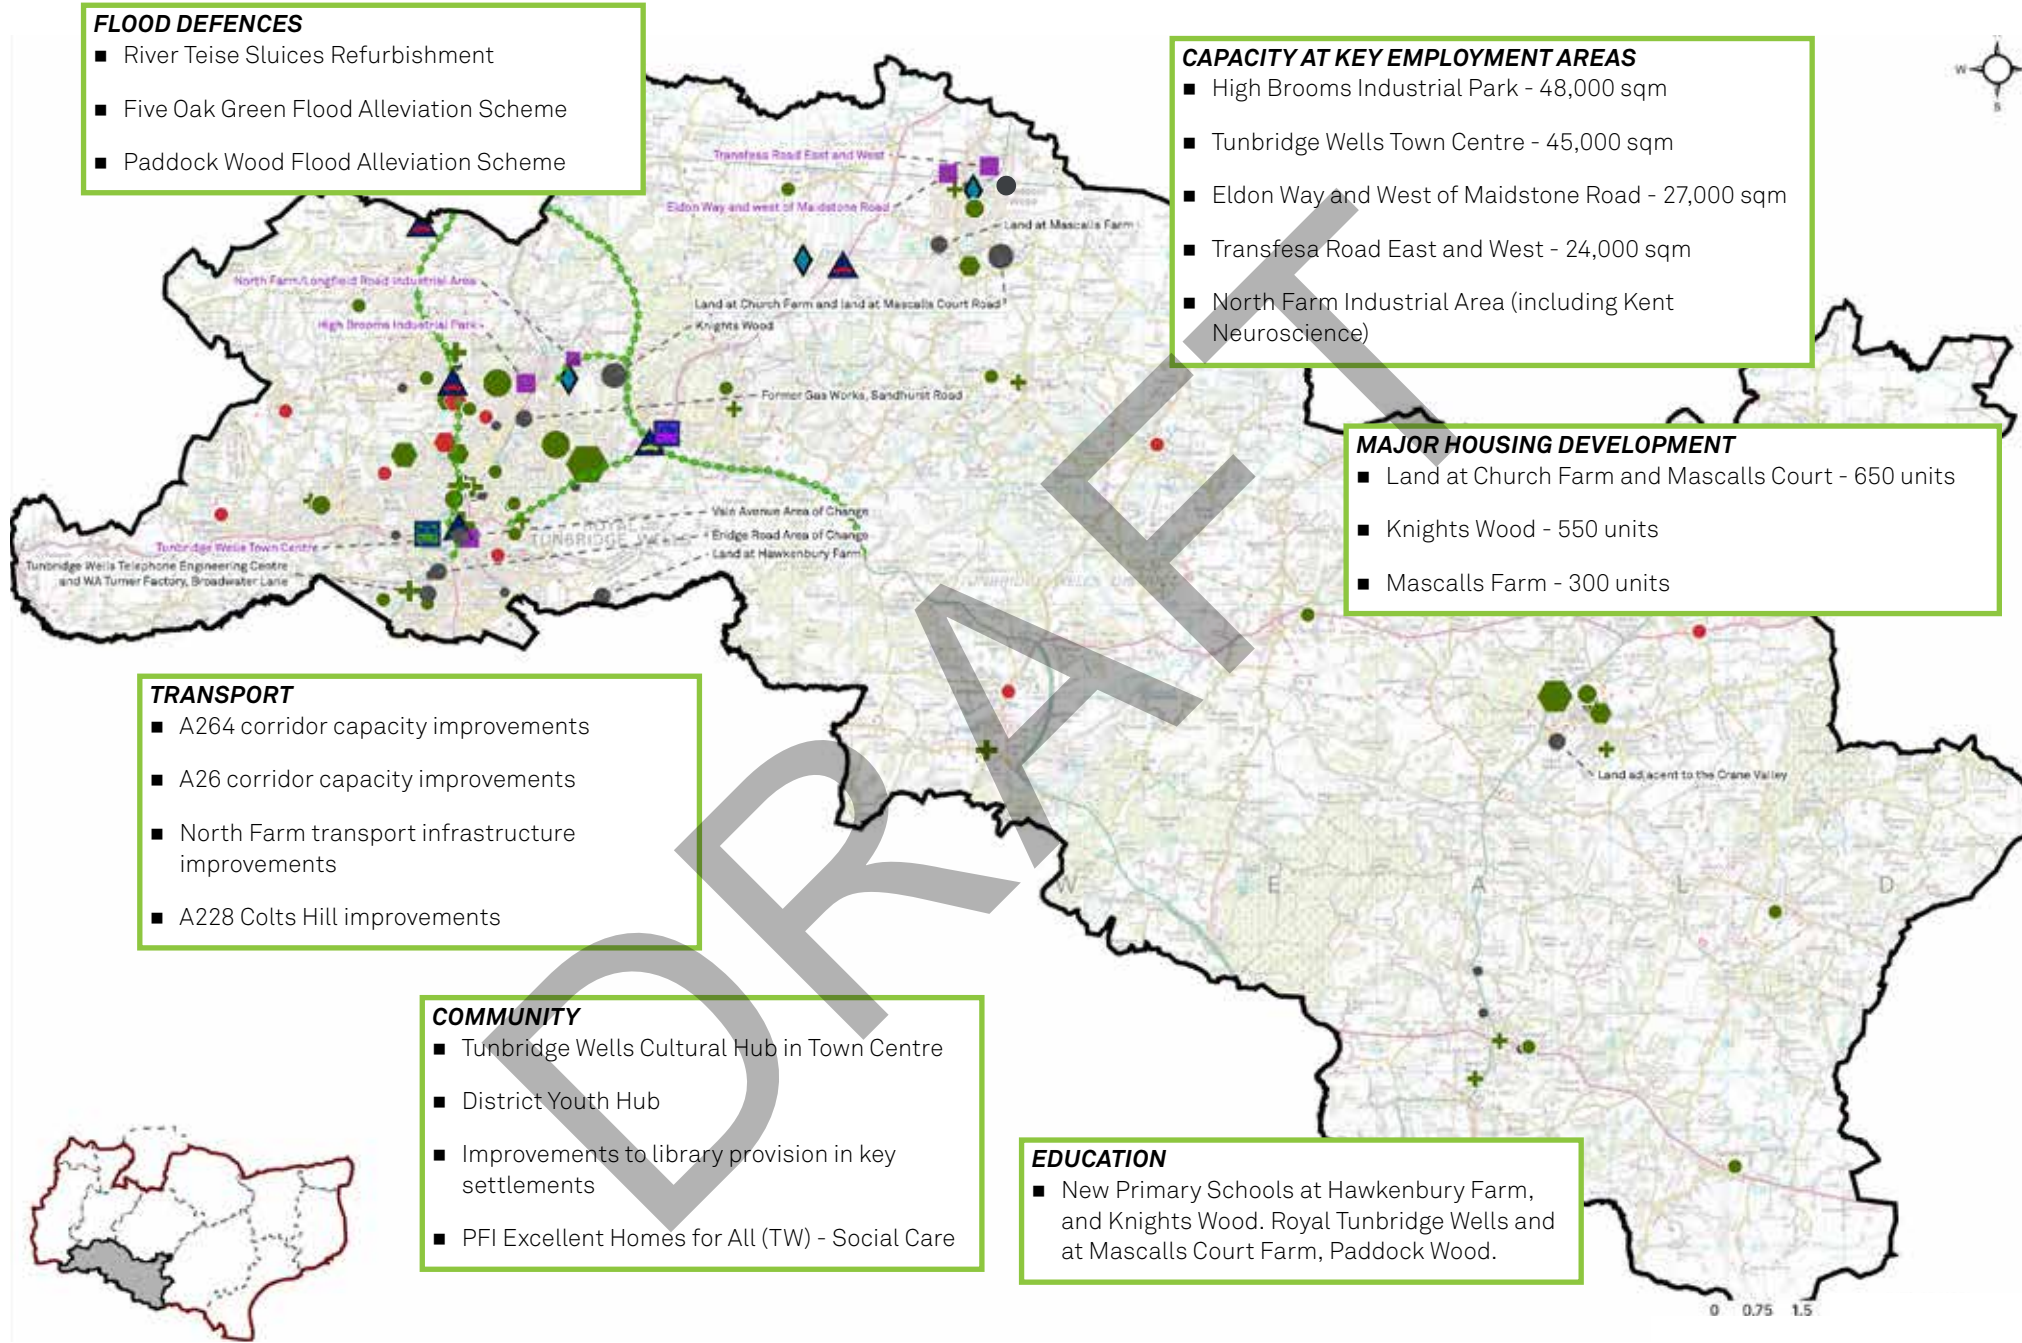 FLOOD DEFENCES
■ River Teise Sluices Refurbishment
■ Five Oak Green Flood Alleviation Scheme
■ Paddock Wood Flood Alleviation Scheme
CAPACITY AT KEY EMPLOYMENT AREAS
■ High Brooms Industrial Park - 48,000 sqm
■ Tunbridge Wells Town Centre - 45,000 sqm
■ Eldon Way and West of Maidstone Road - 27,000 sqm
■ Transfesa Road East and West - 24,000 sqm
■ North Farm Industrial Area (including Kent
Neuroscience)
W
S
Transfesa Road East and West
Eldon Way and west of Maidstone Road
Land at Mascalls Farm
North Farm/Longfield Road Industrial Area
Land at Church Farm and land at Mascalls Court Road
High Brooms Industrial Park
Knights Wood
Former Gas Works, Sandhurst Road
MAJOR HOUSING DEVELOPMENT
■ Land at Church Farm and Mascalls Court - 650 units
■ Knights Wood - 550 units
■ Mascalls Farm - 300 units
Vale Avenue Area of Change
Eridge Road Area of Change
Land at Hawkenbury Farm
TUNBRIDGE WELLS
Tunbridge Wells Town Centre
Tunbridge Wells Telephone Engineering Centre
and WA Turner Factory, Broadwater Lane
TRANSPORT
■ A264 corridor capacity improvements
■ A26 corridor capacity improvements
■ North Farm transport infrastructure
improvements
■ A228 Colts Hill improvements
Land adjacent to the Crane Valley
W E A L D
DRAFT
COMMUNITY
■ Tunbridge Wells Cultural Hub in Town Centre
■ District Youth Hub
■ Improvements to library provision in key
settlements
■ PFI Excellent Homes for All (TW) - Social Care
EDUCATION
■ New Primary Schools at Hawkenbury Farm,
and Knights Wood. Royal Tunbridge Wells and
at Mascalls Court Farm, Paddock Wood.
0 0.75 1.5